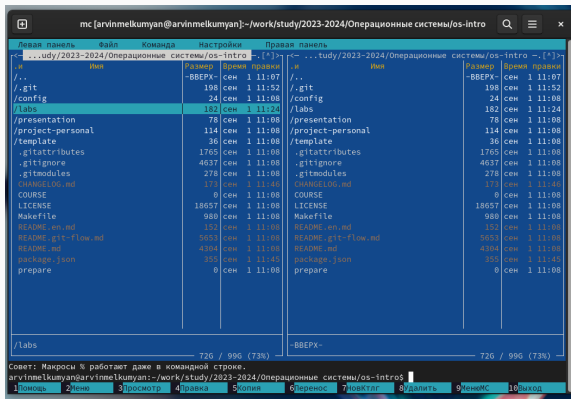 mc [arvinmelkumyan@arvinmelkumyan]:~/work/study/2023-2024/Операционные системы/os-intro
Левая панель Файл Команда Настройки Правая панель
<— ...udy/2023-2024/Операционные системы/os-intro —.[^]> <— ...tudy/2023-2024/Операционные системы/os-intro —.[^]>
.и Имя Размер Время правки .и Имя Размер Время правки
/.. -ВВЕРХ- сен 1 11:07 /.. -ВВЕРХ- сен 1 11:07
/.git 198 сен 1 11:52 /.git 198 сен 1 11:52
/config 24 сен 1 11:08 /config 24 сен 1 11:08
/labs 182 сен 1 11:24 /labs 182 сен 1 11:24
/presentation 78 сен 1 11:08 /presentation 78 сен 1 11:08
/project-personal 114 сен 1 11:08 /project-personal 114 сен 1 11:08
/template 36 сен 1 11:08 /template 36 сен 1 11:08
.gitattributes 1765 сен 1 11:08 .gitattributes 1765 сен 1 11:08
.gitignore 4637 сен 1 11:08 .gitignore 4637 сен 1 11:08
.gitmodules 278 сен 1 11:08 .gitmodules 278 сен 1 11:08
CHANGELOG.md 173 сен 1 11:46 CHANGELOG.md 173 сен 1 11:46
COURSE 0 сен 1 11:08 COURSE 0 сен 1 11:08
LICENSE 18657 сен 1 11:08 LICENSE 18657 сен 1 11:08
Makefile 980 сен 1 11:08 Makefile 980 сен 1 11:08
README.en.md 152 сен 1 11:08 README.en.md 152 сен 1 11:08
README.git-flow.md 5653 сен 1 11:08 README.git-flow.md 5653 сен 1 11:08
README.md 4304 сен 1 11:08 README.md 4304 сен 1 11:08
package.json 355 сен 1 11:45 package.json 355 сен 1 11:45
prepare 0 сен 1 11:08 prepare 0 сен 1 11:08
/labs -ВВЕРХ-
72G / 99G (73%) 72G / 99G (73%)
Совет: Макросы % работают даже в командной строке.
arvinmelkumyan@arvinmelkumyan:~/work/study/2023-2024/Операционные системы/os-intro$
1Помощь 2Меню 3Просмотр 4Правка 5Копия 6Перенос 7НовКтлг 8Удалить 9МенюMC 10Выход